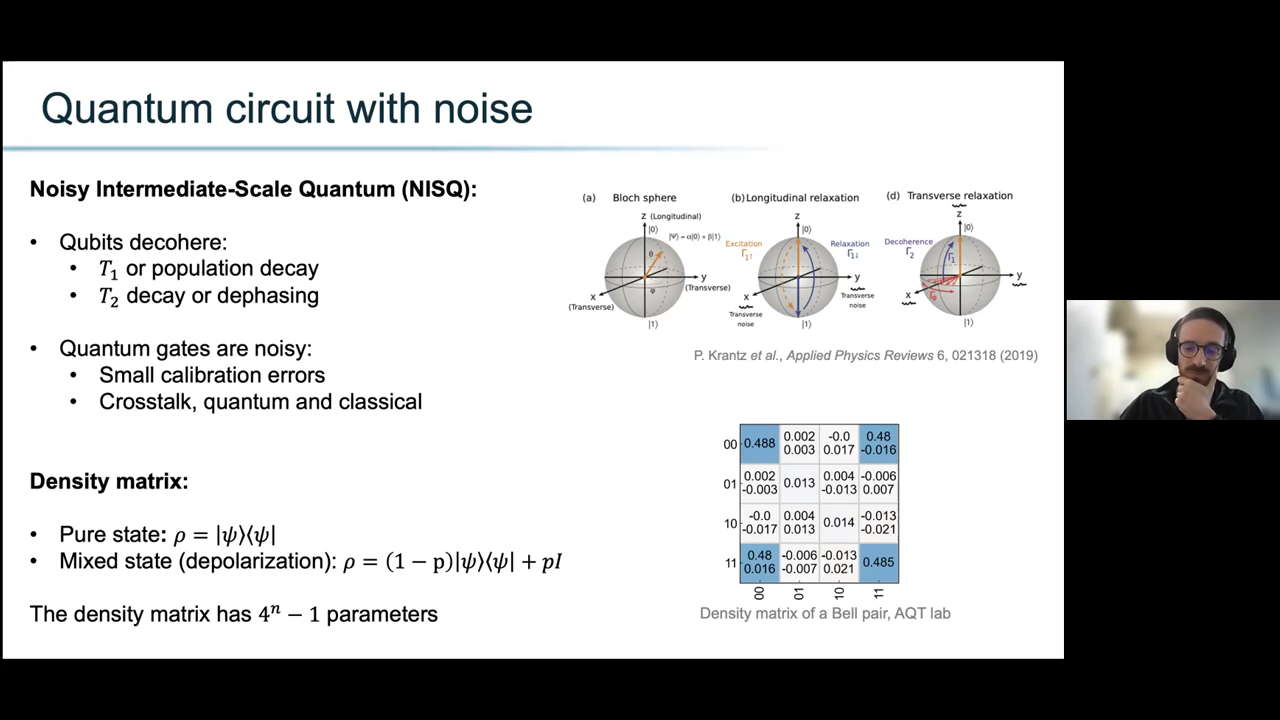 Quantum circuit with noise
Noisy Intermediate-Scale Quantum (NISQ):
• Qubits decohere:
• T₁ or population decay
• T₂ decay or dephasing
• Quantum gates are noisy:
• Small calibration errors
• Crosstalk, quantum and classical
Density matrix:
• Pure state: ρ = |ψ⟩⟨ψ|
• Mixed state (depolarization): ρ = (1 − p)|ψ⟩⟨ψ| + pI
The density matrix has 4ⁿ − 1 parameters
(a) Bloch sphere
z (Longitudinal)
|0⟩
|Ψ⟩ = α|0⟩ + β|1⟩
θ
y
(Transverse)
φ
x
(Transverse)
|1⟩
(b) Longitudinal relaxation
z
|0⟩
Excitation
Γ1↑
Relaxation
Γ1↓
y
Transverse
noise
x
Transverse
noise
|1⟩
(d) Transverse relaxation
z
|0⟩
Decoherence
Γ2
Γ1
y
x
Γφ
|1⟩
P. Krantz et al., Applied Physics Reviews 6, 021318 (2019)
00 0.488 0.002 -0.0 0.48
0.003 0.017 -0.016
01 0.002 0.013 0.004 -0.006
-0.003 -0.013 0.007
10 -0.0 0.004 0.014 -0.013
-0.017 0.013 -0.021
11 0.48 -0.006 -0.013 0.485
0.016 -0.007 0.021
00 01 10 11
Density matrix of a Bell pair, AQT lab